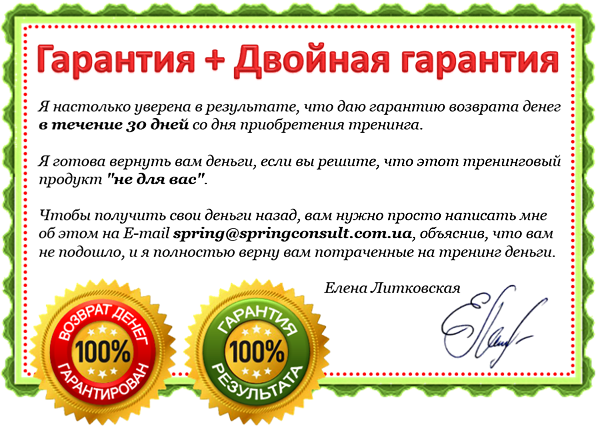 Гарантия + Двойная гарантия
Я настолько уверена в результате, что даю гарантию возврата денег
в течение 30 дней со дня приобретения тренинга.
Я готова вернуть вам деньги, если вы решите, что этот тренинговый
продукт "не для вас".
Чтобы получить свои деньги назад, вам нужно просто написать мне
об этом на E-mail spring@springconsult.com.ua, объяснив, что вам
не подошло, и я полностью верну вам потраченные на тренинг деньги.
Елена Литковская
ВОЗВРАТ ДЕНЕГ
100%
ГАРАНТИРОВАН
ГАРАНТИЯ
100%
РЕЗУЛЬТАТА